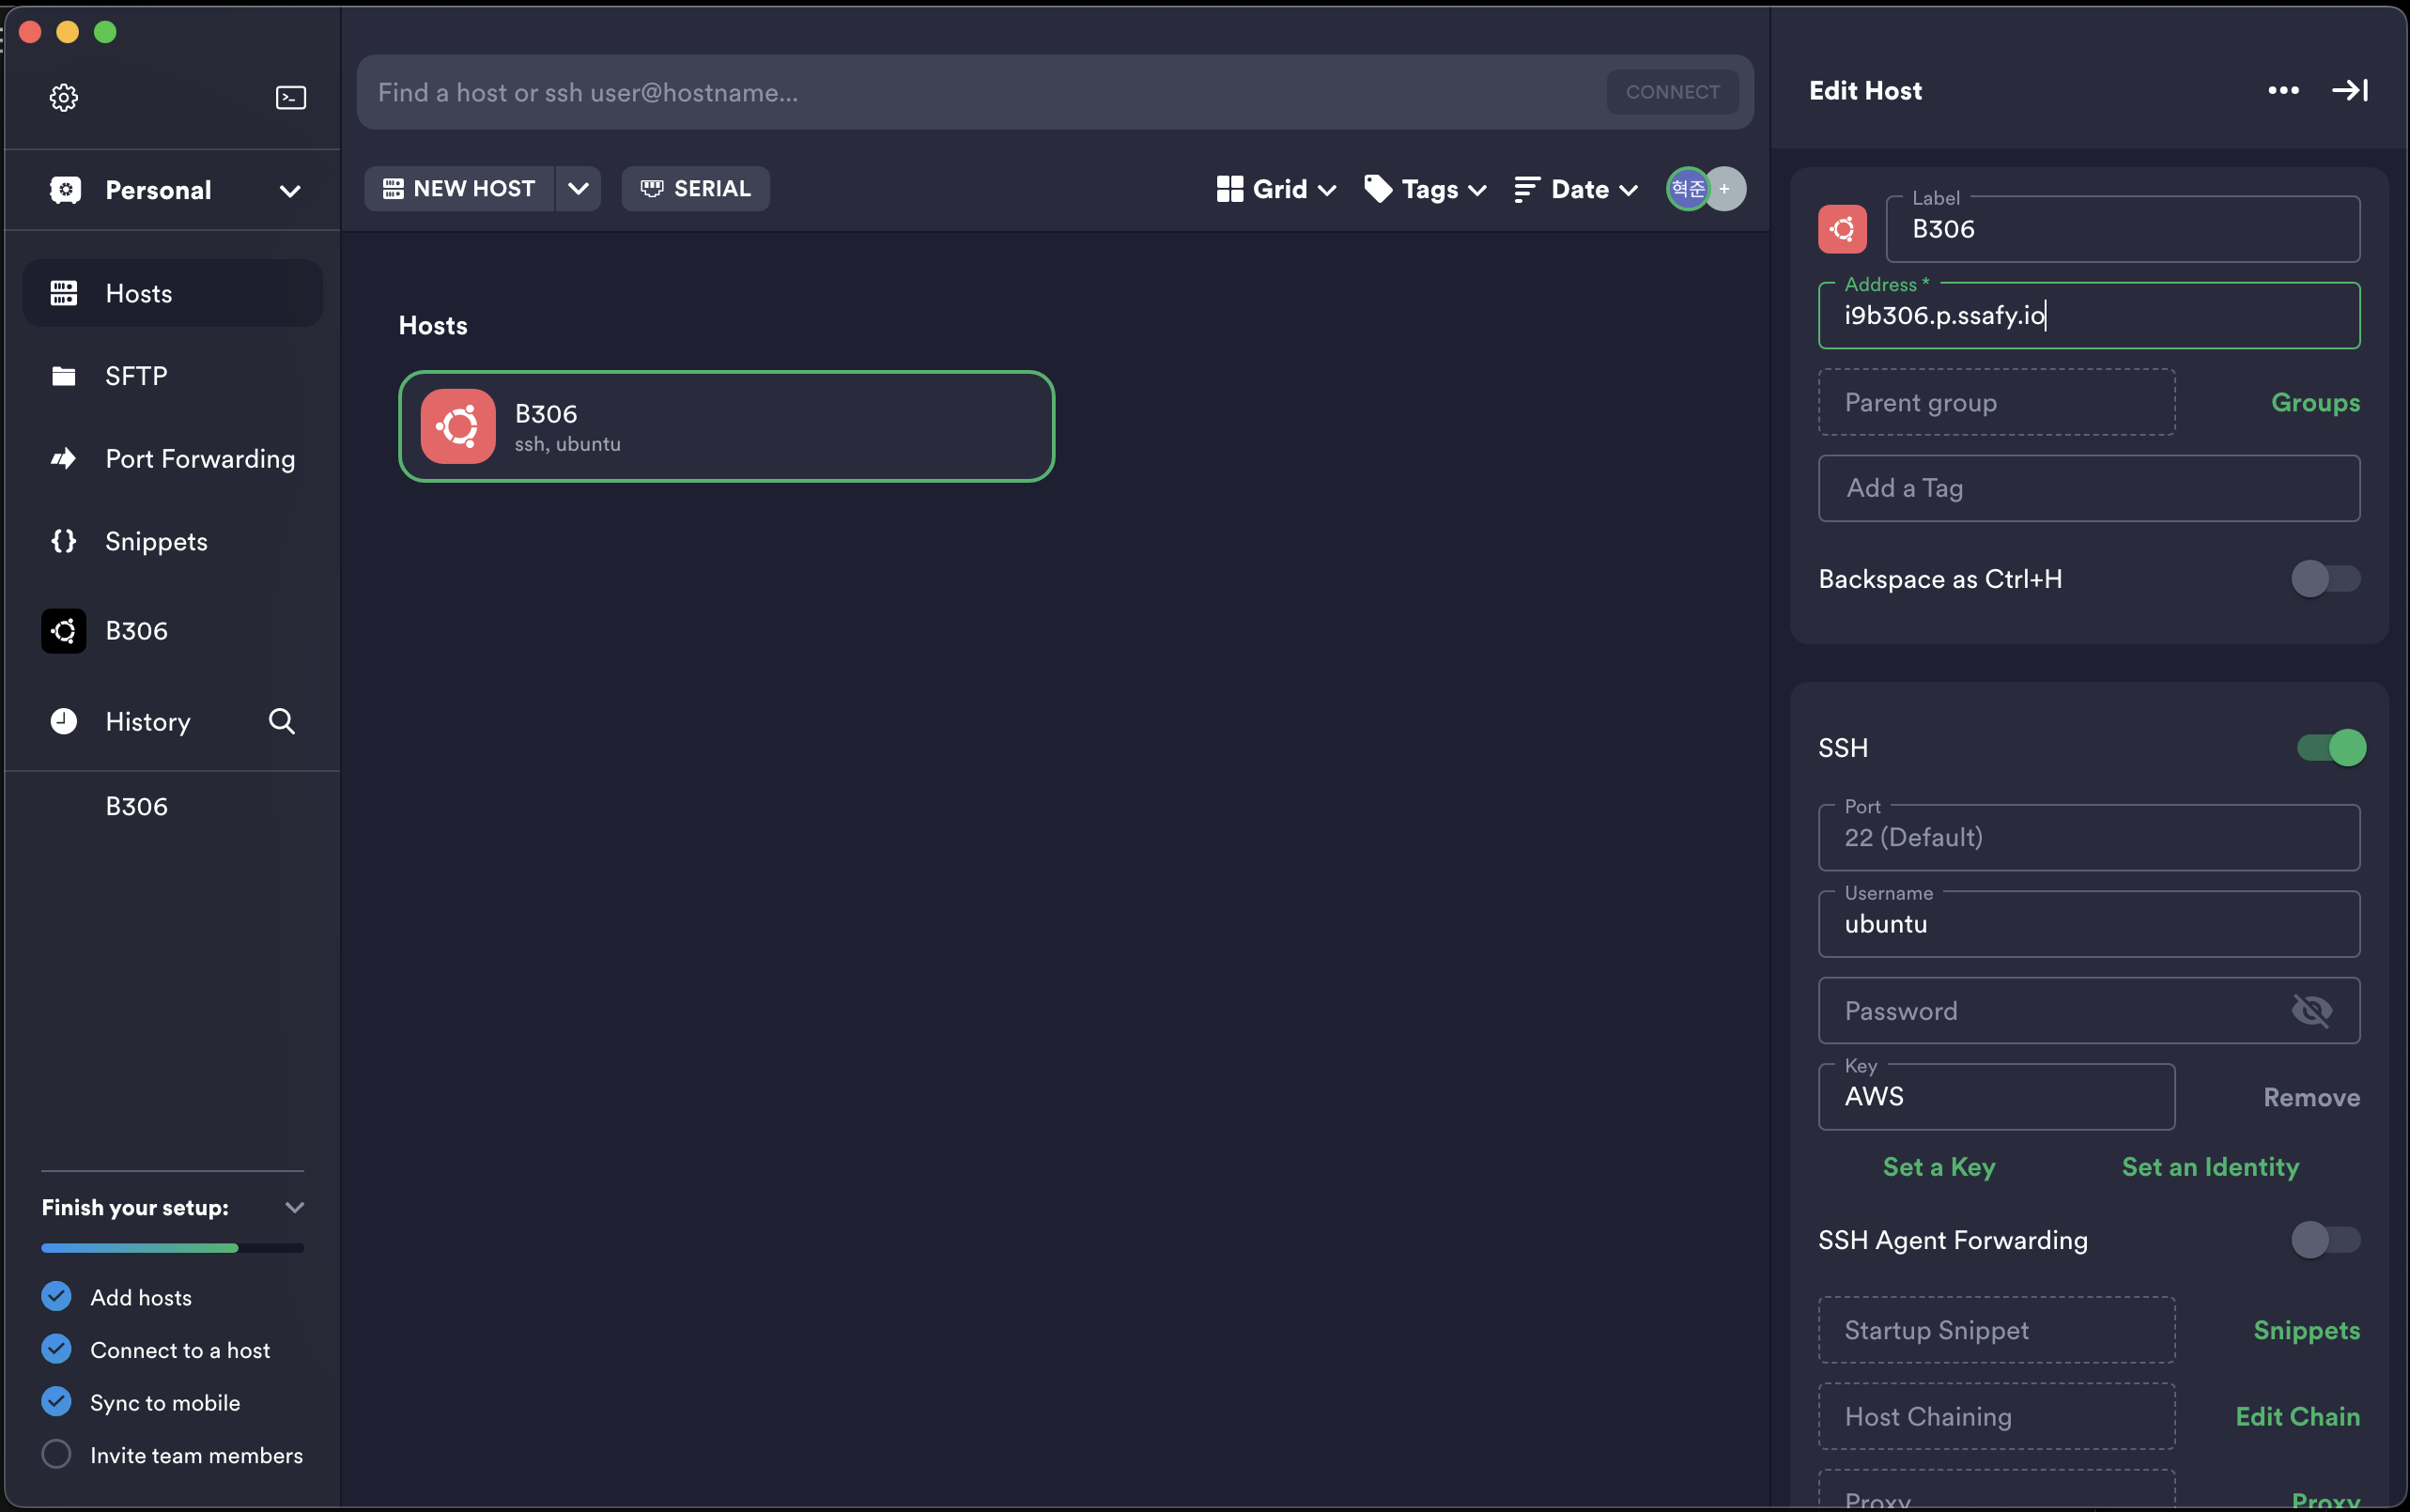 Personal
Hosts
SFTP
Port Forwarding
Snippets
B306
History
B306
Finish your setup:
Add hosts
Connect to a host
Sync to mobile
Invite team members
Find a host or ssh user@hostname...
CONNECT
NEW HOST
SERIAL
Grid
Tags
Date
혁준
+
Hosts
B306
ssh, ubuntu
Edit Host
Label
B306
Address *
i9b306.p.ssafy.io
Parent group
Groups
Add a Tag
Backspace as Ctrl+H
SSH
Port
22 (Default)
Username
ubuntu
Password
Key
AWS
Remove
Set a Key
Set an Identity
SSH Agent Forwarding
Startup Snippet
Snippets
Host Chaining
Edit Chain
Proxy
Proxy